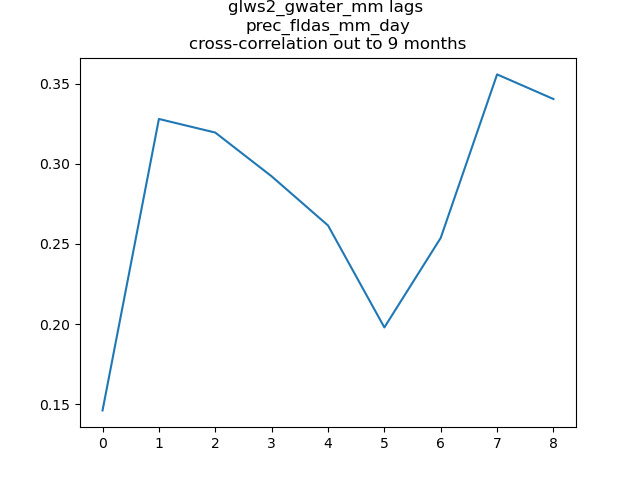 glws2_gwater_mm lags
prec_fldas_mm_day
cross-correlation out to 9 months
0.35
0.30
0.25
0.20
0.15
0 1 2 3 4 5 6 7 8